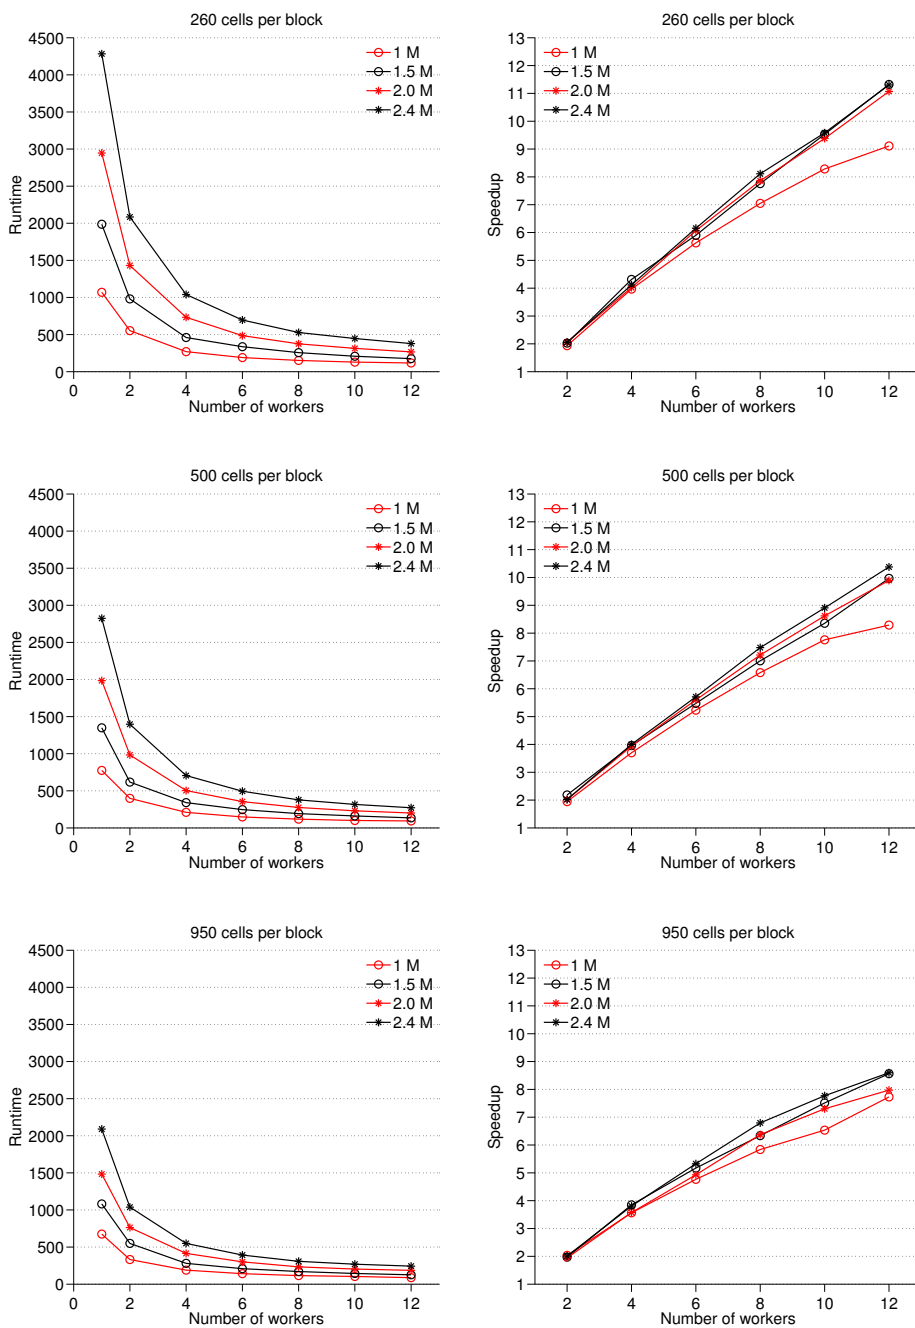 260 cells per block
4500
4000
3500
3000
2500
2000
1500
1000
500
0
Runtime
1 M
1.5 M
2.0 M
2.4 M
0 2 4 6 8 10 12
Number of workers
260 cells per block
13
12
11
10
9
8
7
6
5
4
3
2
1
Speedup
1 M
1.5 M
2.0 M
2.4 M
2 4 6 8 10 12
Number of workers
500 cells per block
4500
4000
3500
3000
2500
2000
1500
1000
500
0
Runtime
1 M
1.5 M
2.0 M
2.4 M
0 2 4 6 8 10 12
Number of workers
500 cells per block
13
12
11
10
9
8
7
6
5
4
3
2
1
Speedup
1 M
1.5 M
2.0 M
2.4 M
2 4 6 8 10 12
Number of workers
950 cells per block
4500
4000
3500
3000
2500
2000
1500
1000
500
0
Runtime
1 M
1.5 M
2.0 M
2.4 M
0 2 4 6 8 10 12
Number of workers
950 cells per block
13
12
11
10
9
8
7
6
5
4
3
2
1
Speedup
1 M
1.5 M
2.0 M
2.4 M
2 4 6 8 10 12
Number of workers